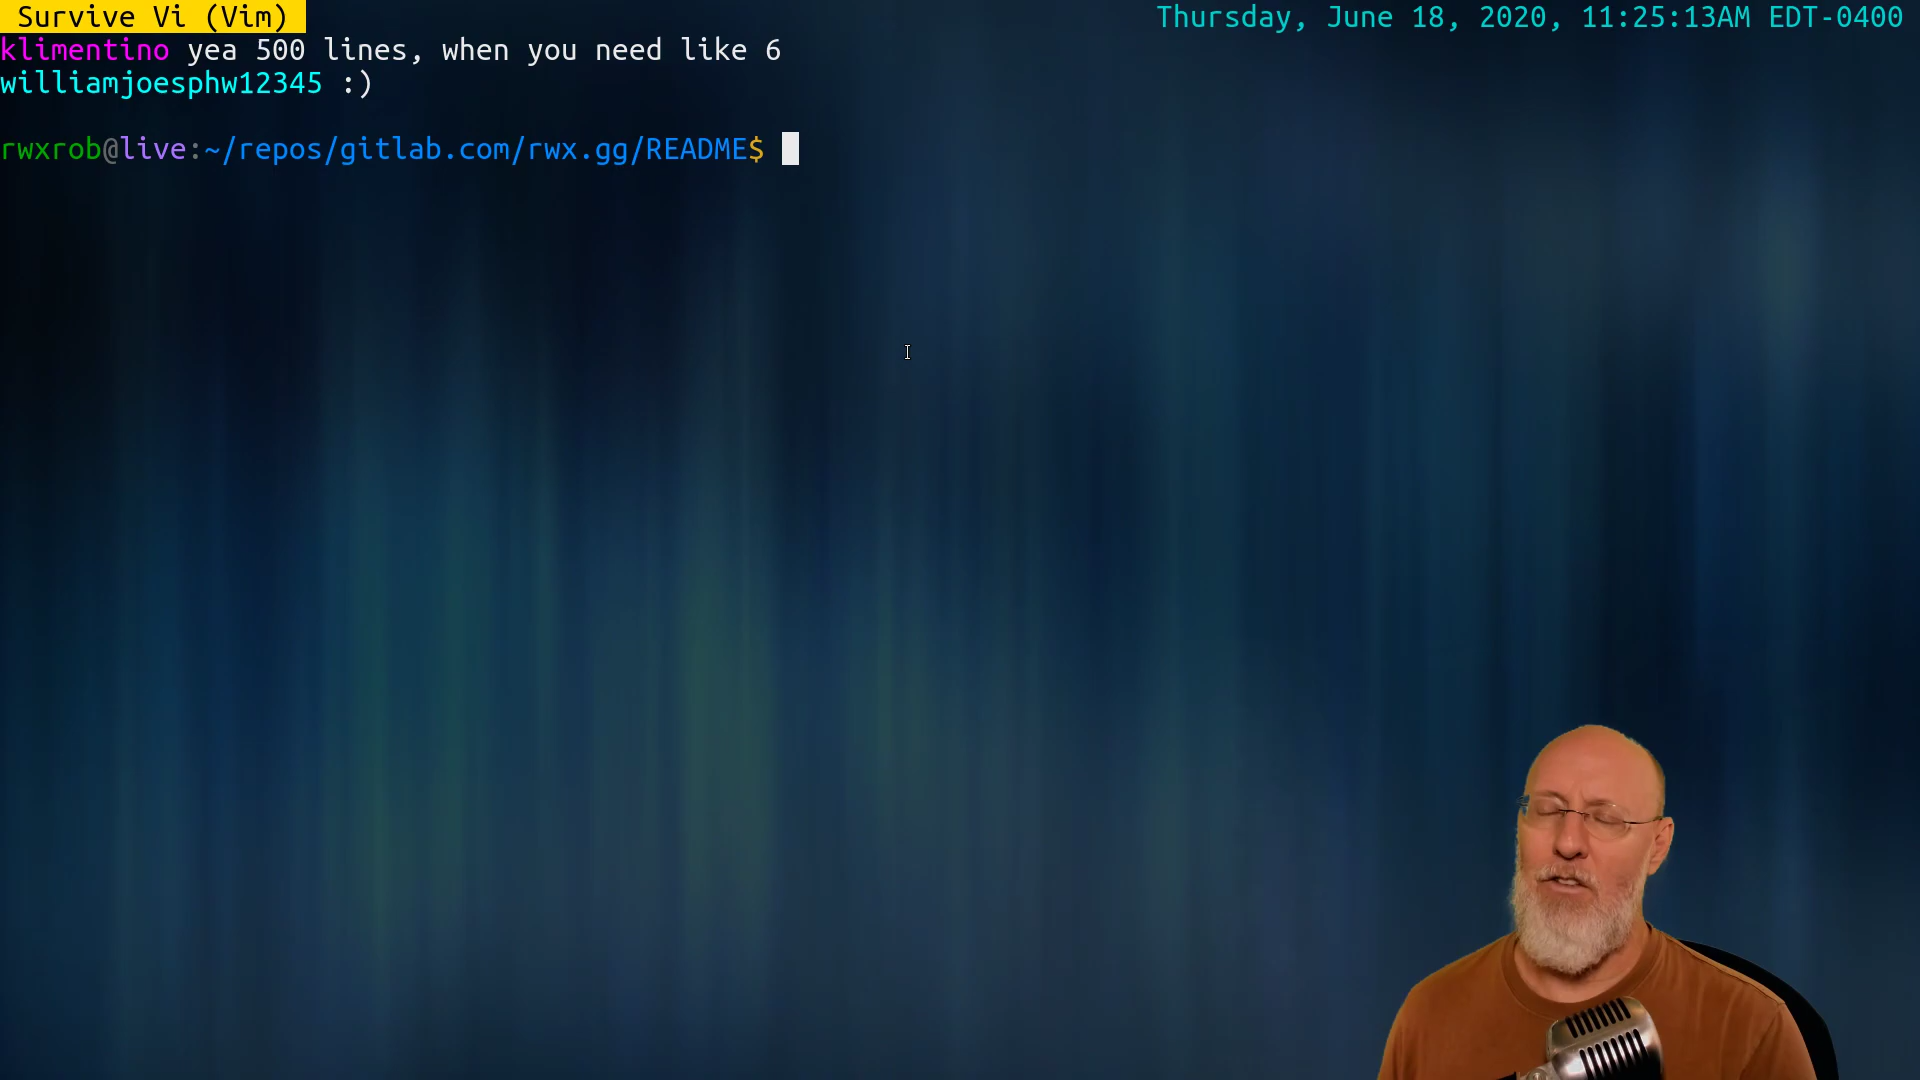 Survive Vi (Vim)
Thursday, June 18, 2020, 11:25:13AM EDT-0400
klimentino yea 500 lines, when you need like 6
williamjoesphw12345 :)
rwxrob@live:~/repos/gitlab.com/rwx.gg/README$